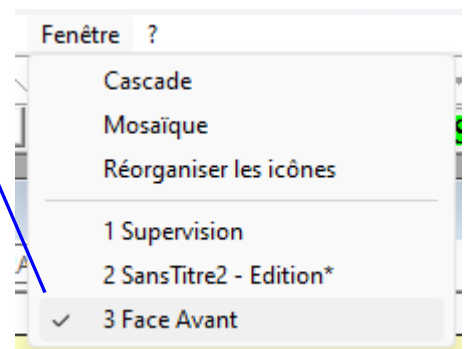 Fenêtre ?
Cascade
Mosaïque
Réorganiser les icônes
1 Supervision
2 SansTitre2 - Edition*
3 Face Avant